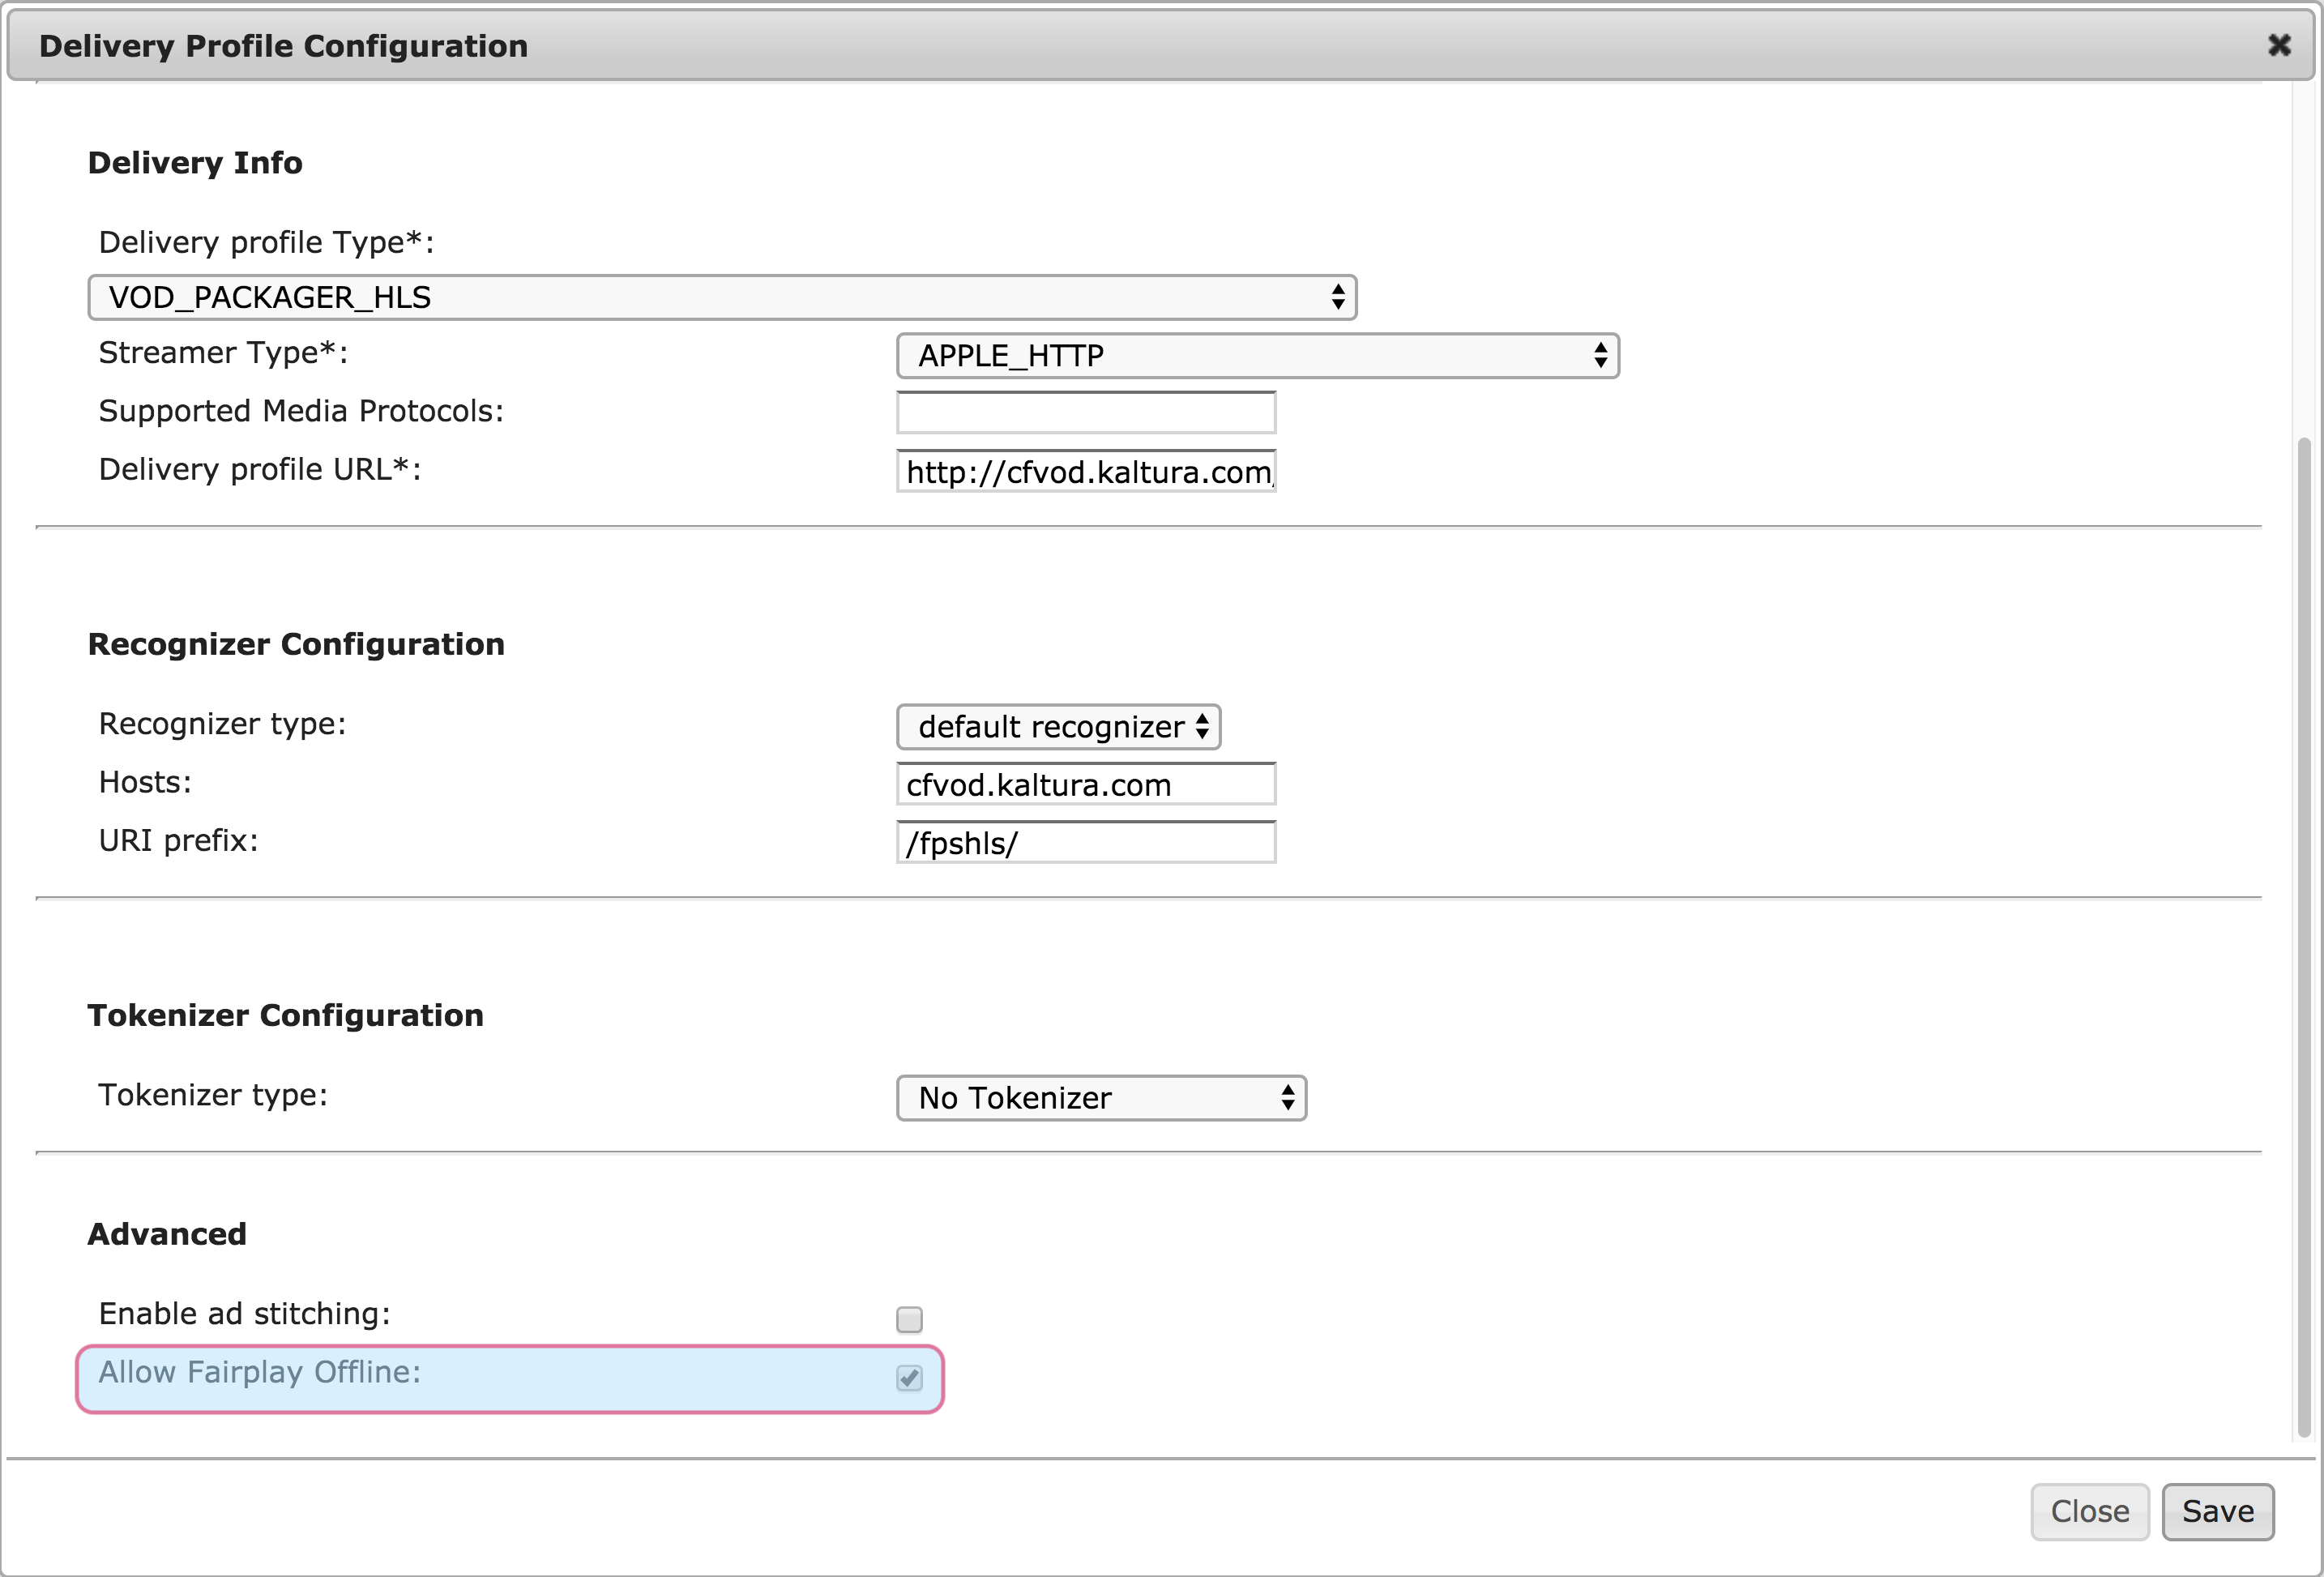 Delivery Profile Configuration
Delivery Info
Delivery profile Type*:
VOD_PACKAGER_HLS
Streamer Type*: APPLE_HTTP
Supported Media Protocols:
Delivery profile URL*: http://cfvod.kaltura.com/
Recognizer Configuration
Recognizer type: default recognizer
Hosts: cfvod.kaltura.com
URI prefix: /fpshls/
Tokenizer Configuration
Tokenizer type: No Tokenizer
Advanced
Enable ad stitching:
Allow Fairplay Offline:
Close Save